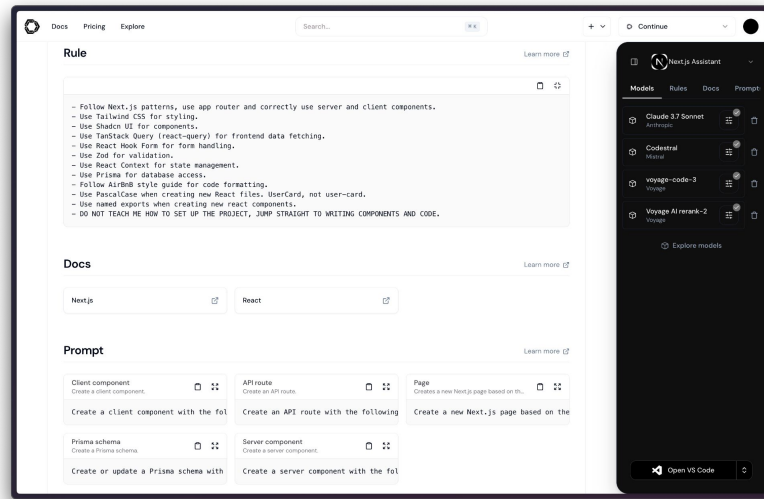 Docs Pricing Explore
Search...
⌘ K
+
Continue
Rule
Learn more
- Follow Next.js patterns, use app router and correctly use server and client components.
- Use Tailwind CSS for styling.
- Use Shadcn UI for components.
- Use TanStack Query (react-query) for frontend data fetching.
- Use React Hook Form for form handling.
- Use Zod for validation.
- Use React Context for state management.
- Use Prisma for database access.
- Follow AirBnB style guide for code formatting.
- Use PascalCase when creating new React files. UserCard, not user-card.
- Use named exports when creating new react components.
- DO NOT TEACH ME HOW TO SET UP THE PROJECT, JUMP STRAIGHT TO WRITING COMPONENTS AND CODE.
Docs
Learn more
Next.js
React
Prompt
Learn more
Client component
Create a client component.
Create a client component with the fol
API route
Create an API route.
Create an API route with the following
Page
Creates a new Next.js page based on th...
Create a new Next.js page based on the
Prisma schema
Create a Prisma schema.
Create or update a Prisma schema with
Server component
Create a server component.
Create a server component with the fol
N
Next.js Assistant
Models Rules Docs Prompt
Claude 3.7 Sonnet
Anthropic
Codestral
Mistral
voyage-code-3
Voyage
Voyage AI rerank-2
Voyage
Explore models
Open VS Code